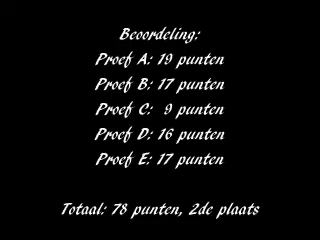 Beoordeling:
Proef A: 19 punten
Proef B: 17 punten
Proef C: 9 punten
Proef D: 16 punten
Proef E: 17 punten
Totaal: 78 punten, 2de plaats